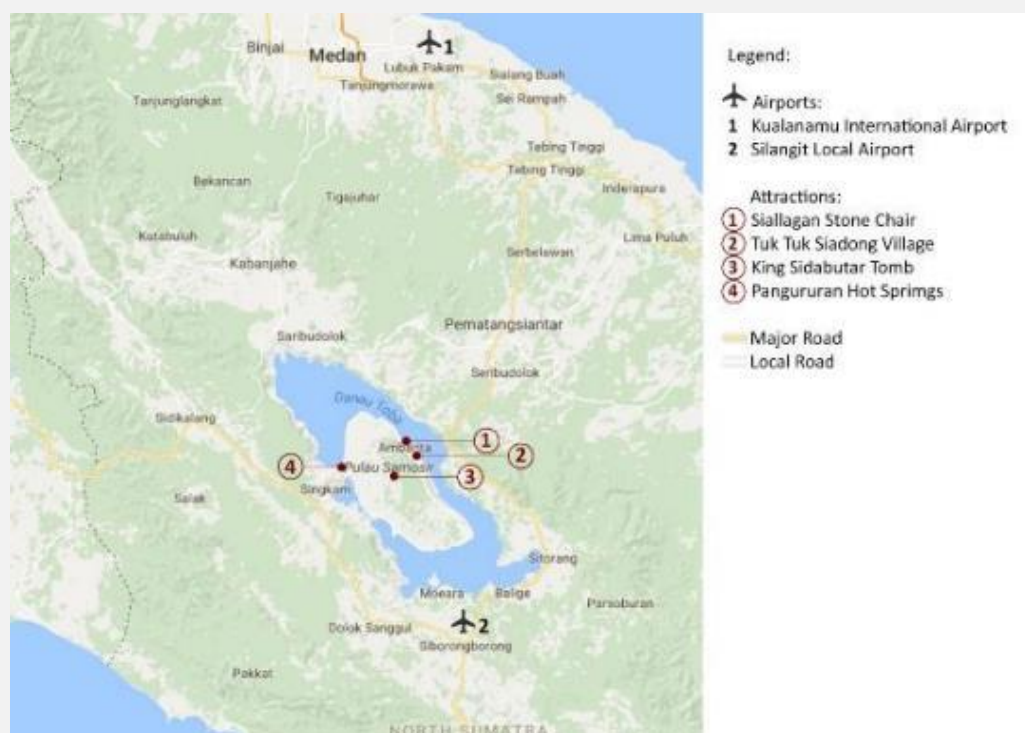 Binjai
Medan
1
Lubuk Pakam
Tanjungmorawa
Sialang Buah
Sei Rampah
Tanjunglangkat
Tebing Tinggi
Tebing Tinggi
Bekancan
Tigajuhar
Inderapura
Kotabuluh
Kabanjahe
Serbelawan
Lima Puluh
Saribudolok
Pematangsiantar
Seribudolok
Danau Toba
Sidikalang
Ambarita
1
2
4
Pulau Samosir
3
Singkam
Salak
Sitorang
Moeara
Balige
Parsoburan
2
Dolok Sanggul
Siborongborong
Pakkat
NORTH SUMATRA
Legend:
Airports:
1 Kualanamu International Airport
2 Silangit Local Airport
Attractions:
1 Siallagan Stone Chair
2 Tuk Tuk Siadong Village
3 King Sidabutar Tomb
4 Pangururan Hot Sprimgs
Major Road
Local Road